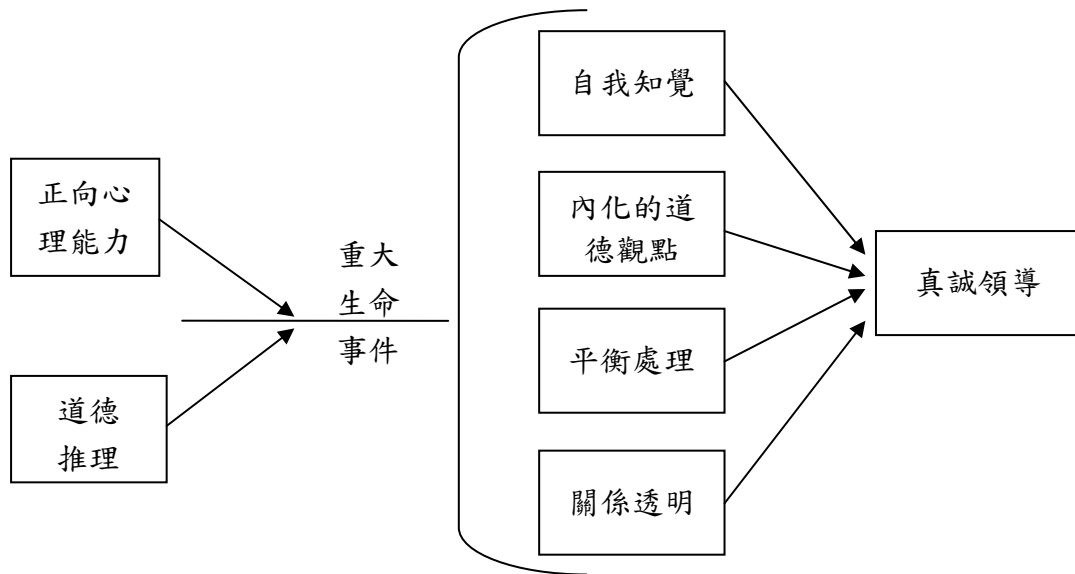 正向心
理能力
道德
推理
重大
生命
事件
自我知覺
內化的道
德觀點
平衡處理
關係透明
真誠領導